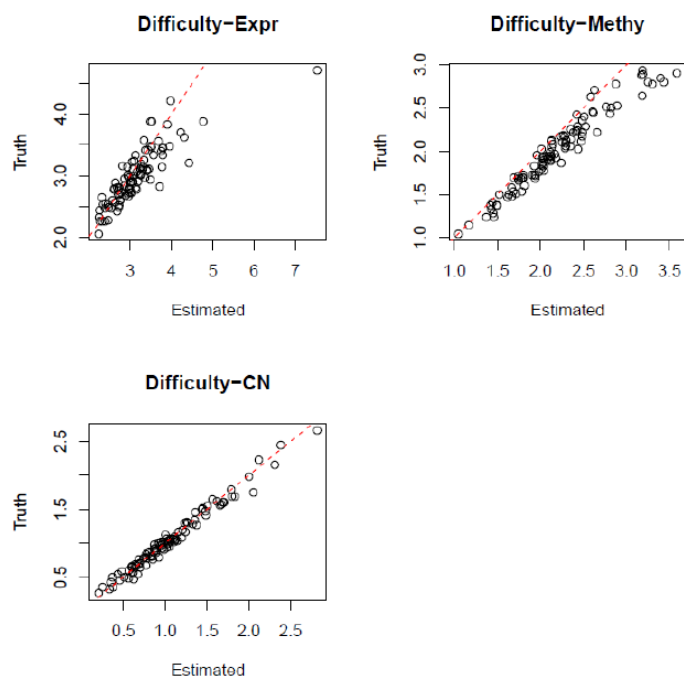 Difficulty−Expr
Truth
2.0 3.0 4.0
3 4 5 6 7
Estimated
Difficulty−Methy
Truth
1.0 1.5 2.0 2.5 3.0
1.0 1.5 2.0 2.5 3.0 3.5
Estimated
Difficulty−CN
Truth
0.5 1.5 2.5
0.5 1.0 1.5 2.0 2.5
Estimated